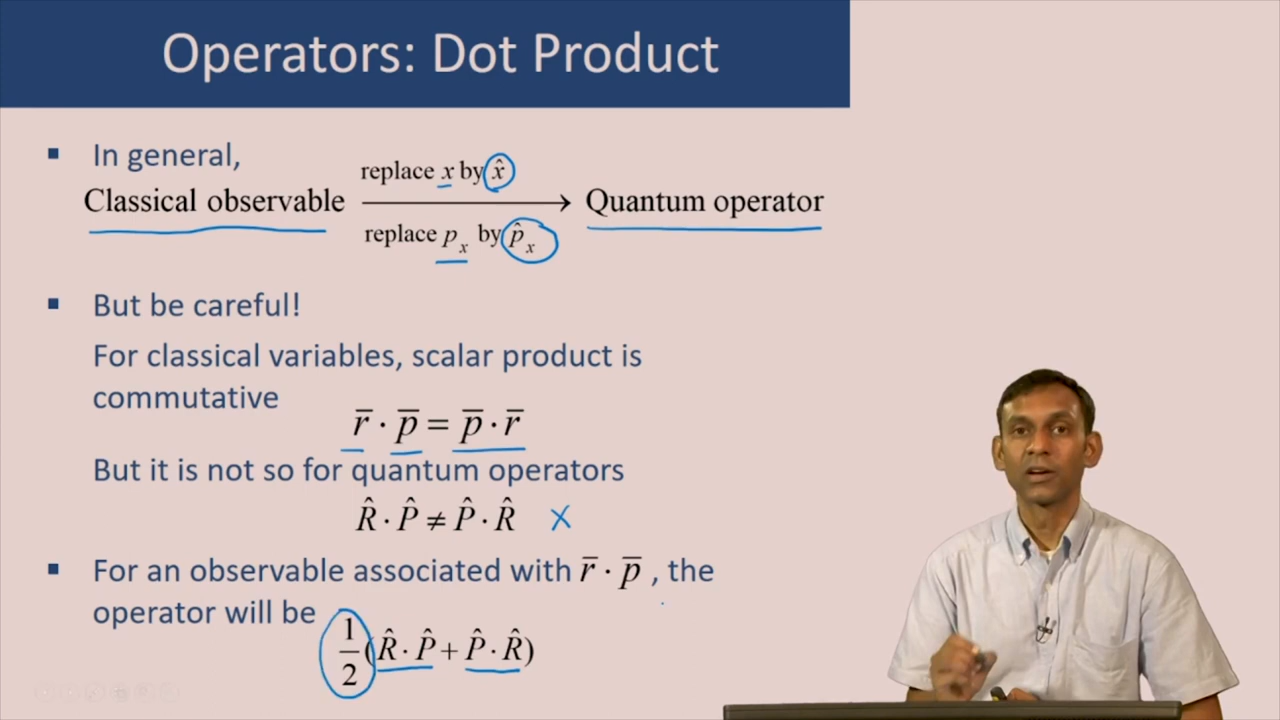 Operators: Dot Product
▪ In general,
replace x by x̂
Classical observable ⟶ Quantum operator
replace pₓ by p̂ₓ
▪ But be careful!
For classical variables, scalar product is
commutative
r̅ · p̅ = p̅ · r̅
But it is not so for quantum operators
R̂ · P̂ ≠ P̂ · R̂ X
▪ For an observable associated with r̅ · p̅ , the
operator will be
1/2 (R̂ · P̂ + P̂ · R̂)